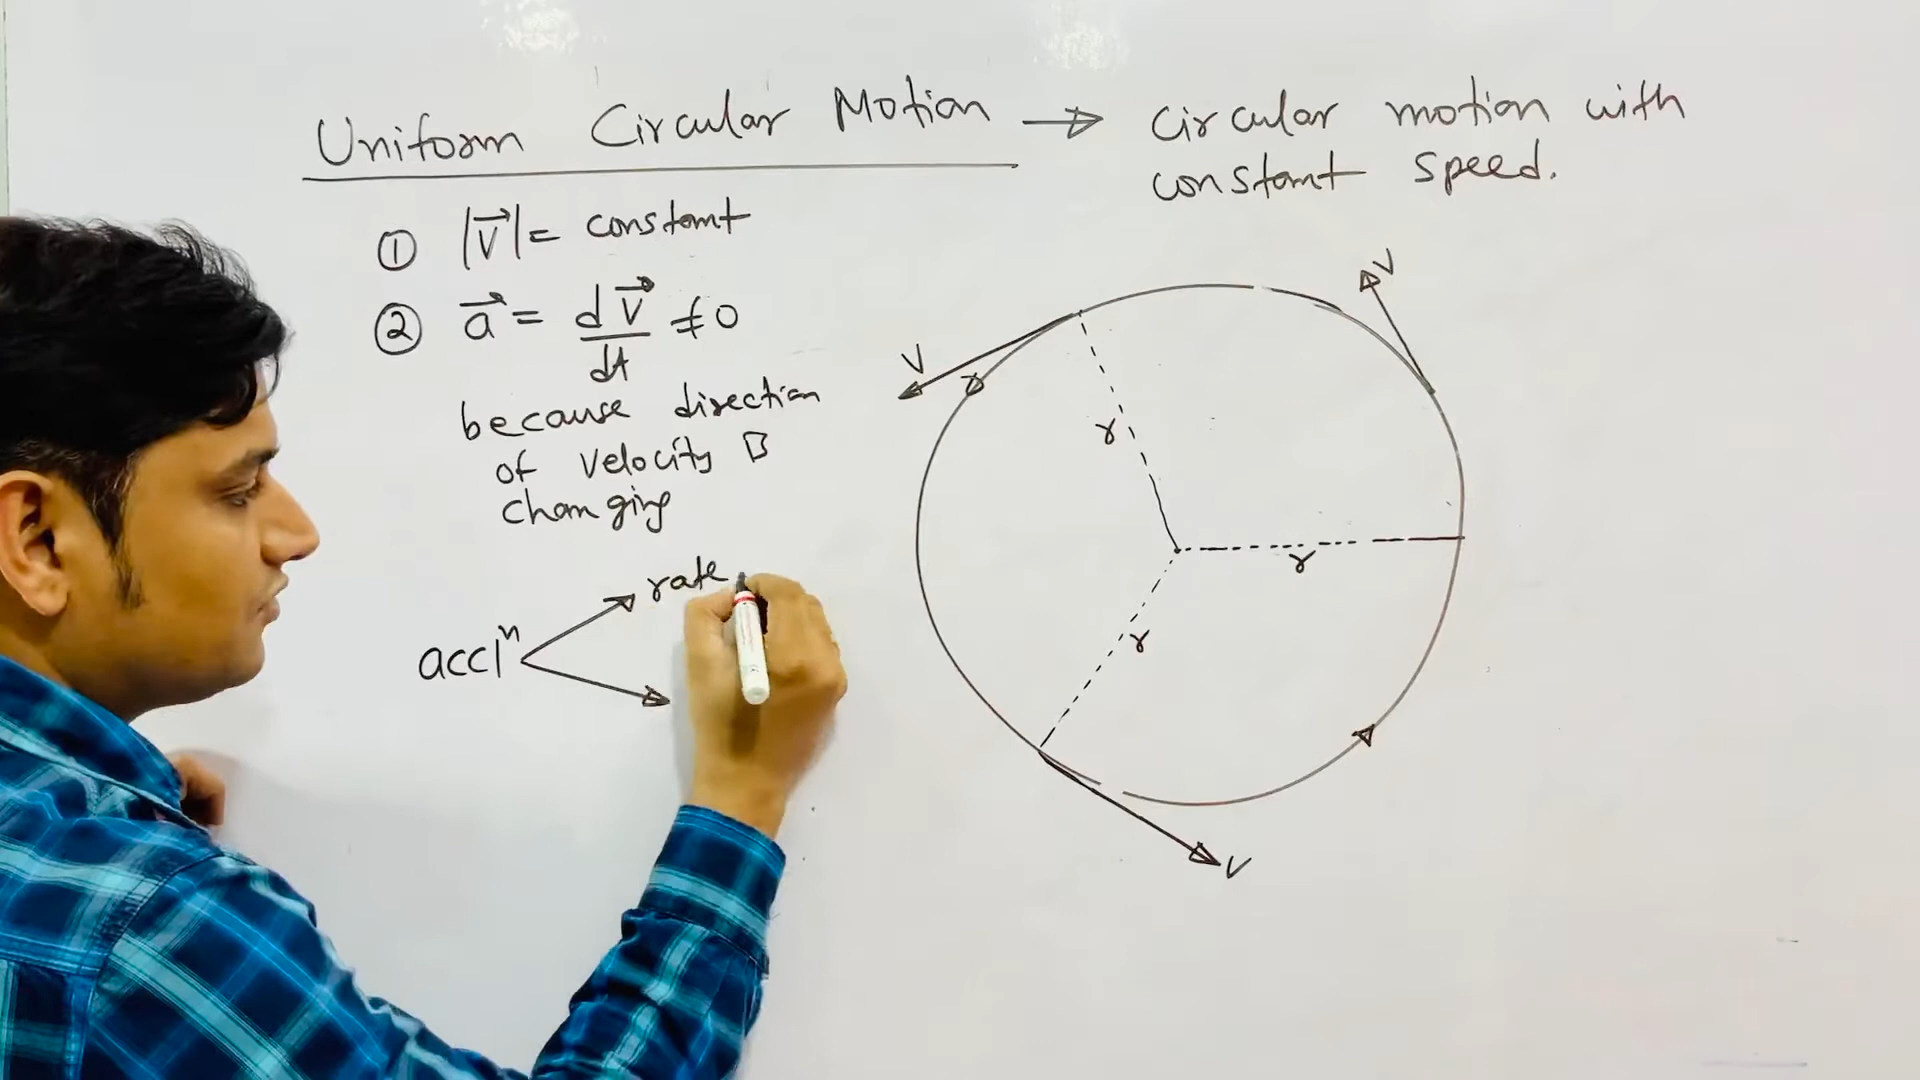 Uniform Circular Motion → circular motion with
constant speed.
① |v⃗| = constant
② a⃗ = dv⃗/dt ≠ 0
because direction
of velocity is
changing
acclⁿ
rate
V
V
V
r
r
r